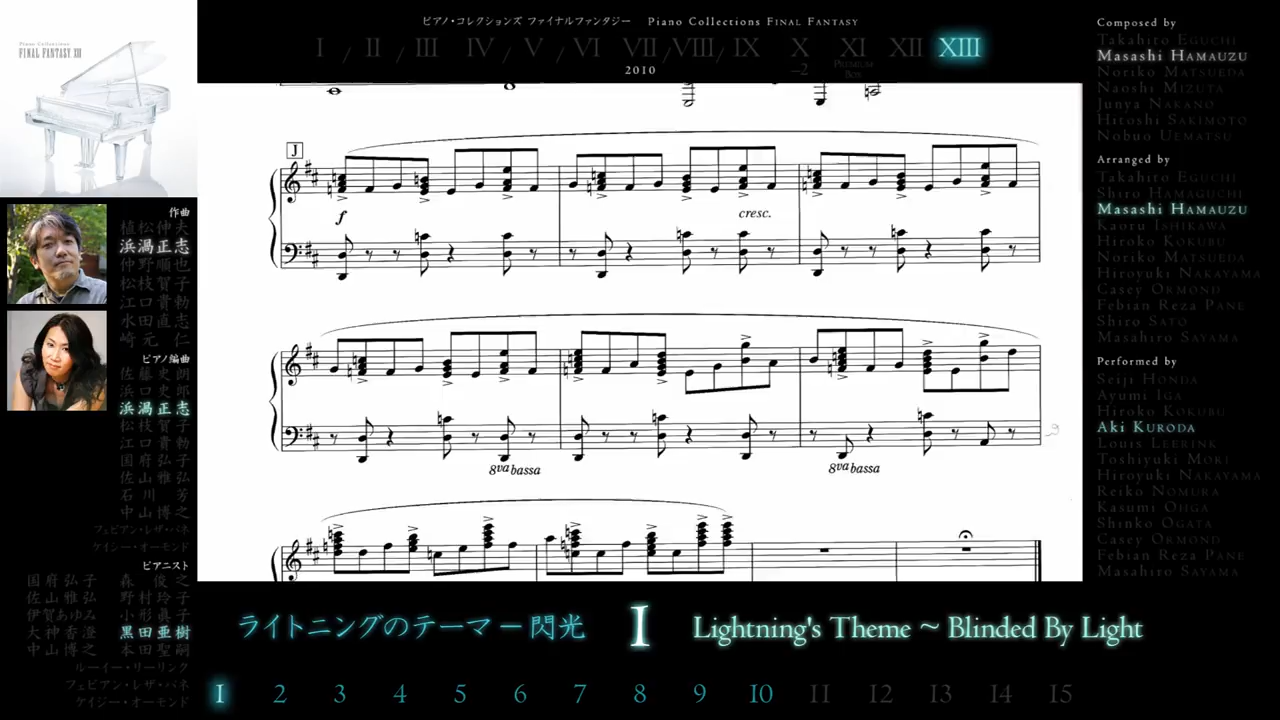 ピアノ・コレクションズ ファイナルファンタジー Piano Collections FINAL FANTASY
I / II / III / IV / V / VI / VII / VIII / IX X XI XII XIII
-2 PREMIUM BOX
2010
Piano Collections
FINAL FANTASY XIII
作曲
植松伸夫
浜渦正志
仲野順也
松枝賀子
江口貴勅
水田直志
崎元仁
ピアノ編曲
佐藤史朗
浜口史郎
浜渦正志
松枝賀子
江口貴勅
国府弘子
佐山雅弘
石川芳
中山博之
フェビアン・レザ・パネ
ケイシー・オーモンド
ピアニスト
国府弘子 森俊之
佐山雅弘 野村玲子
伊賀あゆみ 小形眞子
大神香澄 黒田亜樹
中山博之 本田聖嗣
ルーイー・リーリンク
フェビアン・レザ・パネ
ケイジー・オーモンド
J
f
cresc.
8va bassa
8va bassa
Composed by
Takahito EGUCHI
Masashi HAMAUZU
Noriko MATSUEDA
Naoshi MIZUTA
Junya NAKANO
Hitoshi SAKIMOTO
Nobuo UEMATSU
Arranged by
Takahito EGUCHI
Shiro HAMAGUCHI
Masashi HAMAUZU
Kaoru ISHIKAWA
Hiroko KOKUBU
Noriko MATSUEDA
Hiroyuki NAKAYAMA
Casey ORMOND
Febian Reza PANE
Shiro SATO
Masahiro SAYAMA
Performed by
Seiji HONDA
Ayumi IGA
Hiroko KOKUBU
Aki KURODA
Louis LEERINK
Toshiyuki MORI
Hiroyuki NAKAYAMA
Reiko NOMURA
Kasumi OHGA
Shinko OGATA
Casey ORMOND
Febian Reza PANE
Masahiro SAYAMA
ライトニングのテーマ – 閃光 I Lightning's Theme ~ Blinded By Light
1 2 3 4 5 6 7 8 9 10 11 12 13 14 15